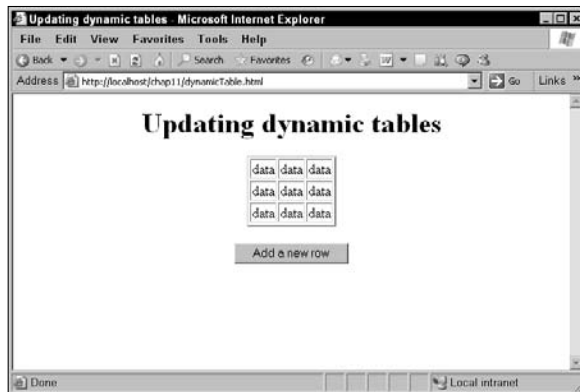 Updating dynamic tables - Microsoft Internet Explorer
File Edit View Favorites Tools Help
Back Search Favorites
Address http://localhost/chap11/dynamicTable.html Go Links »
Updating dynamic tables
data data data
data data data
data data data
Add a new row
Done Local intranet